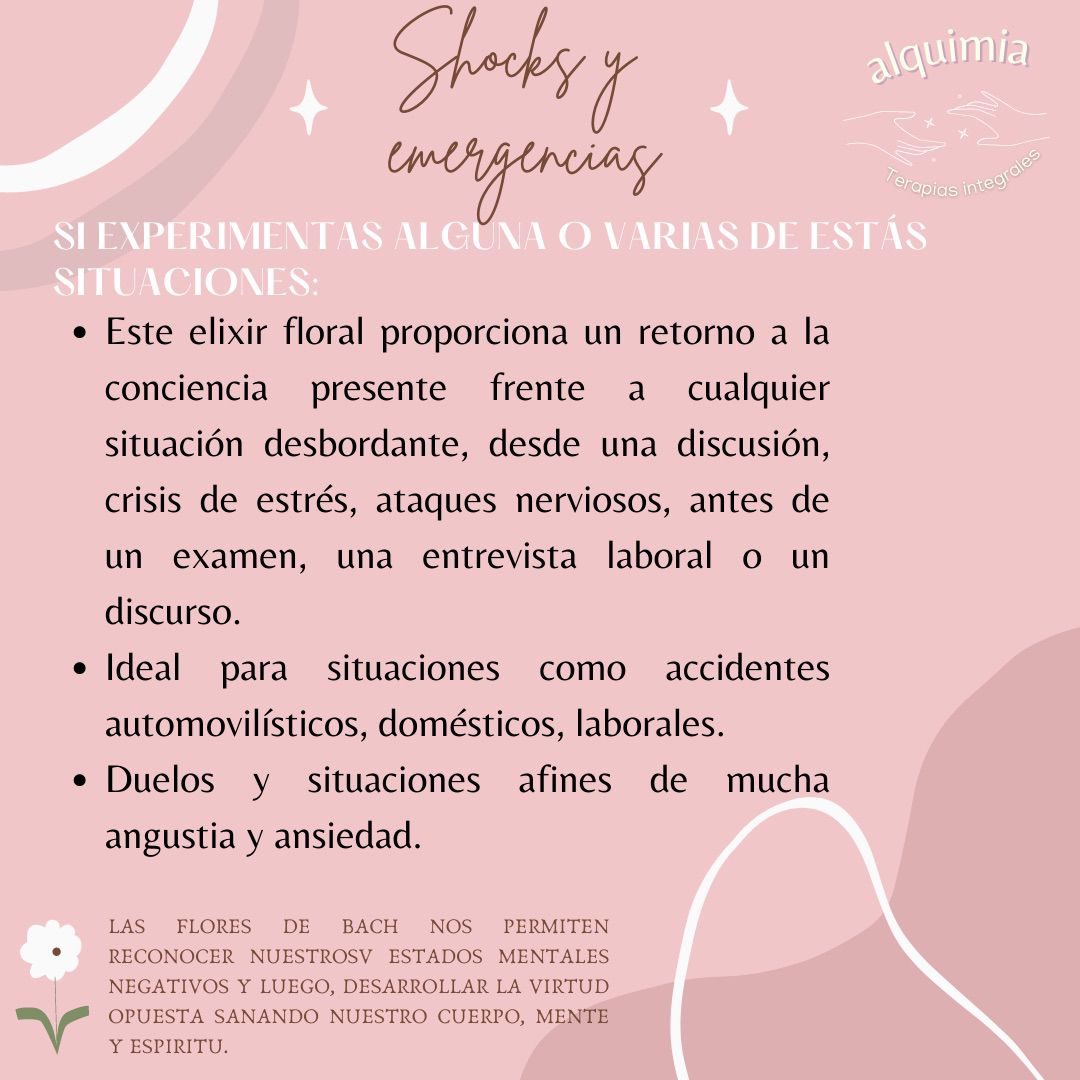 Shocks y
emergencias
alquimia
Terapias integrales
SI EXPERIMENTAS ALGUNA O VARIAS DE ESTÁS
SITUACIONES:
• Este elixir floral proporciona un retorno a la
conciencia presente frente a cualquier
situación desbordante, desde una discusión,
crisis de estrés, ataques nerviosos, antes de
un examen, una entrevista laboral o un
discurso.
• Ideal para situaciones como accidentes
automovilísticos, domésticos, laborales.
• Duelos y situaciones afines de mucha
angustia y ansiedad.
LAS FLORES DE BACH NOS PERMITEN
RECONOCER NUESTROSV ESTADOS MENTALES
NEGATIVOS Y LUEGO, DESARROLLAR LA VIRTUD
OPUESTA SANANDO NUESTRO CUERPO, MENTE
Y ESPIRITU.